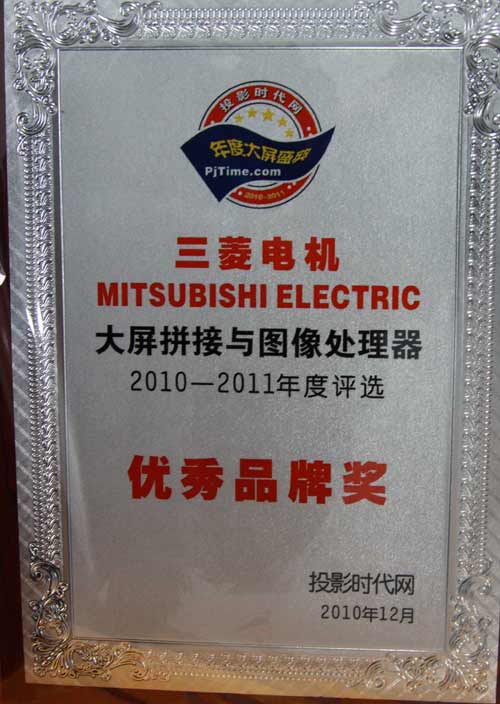 投影时代网
年度大屏盛典
PjTime.com
2010-2011
三菱电机
MITSUBISHI ELECTRIC
大屏拼接与图像处理器
2010—2011年度评选
优秀品牌奖
投影时代网
2010年12月